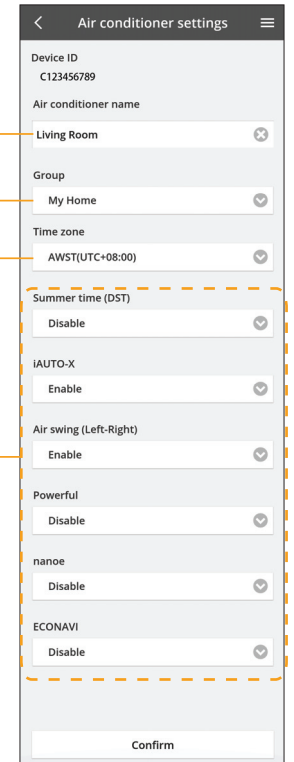 Air conditioner settings
Device ID
C123456789
Air conditioner name
Living Room
Group
My Home
Time zone
AWST(UTC+08:00)
Summer time (DST)
Disable
iAUTO-X
Enable
Air swing (Left-Right)
Enable
Powerful
Disable
nanoe
Disable
ECONAVI
Disable
Confirm